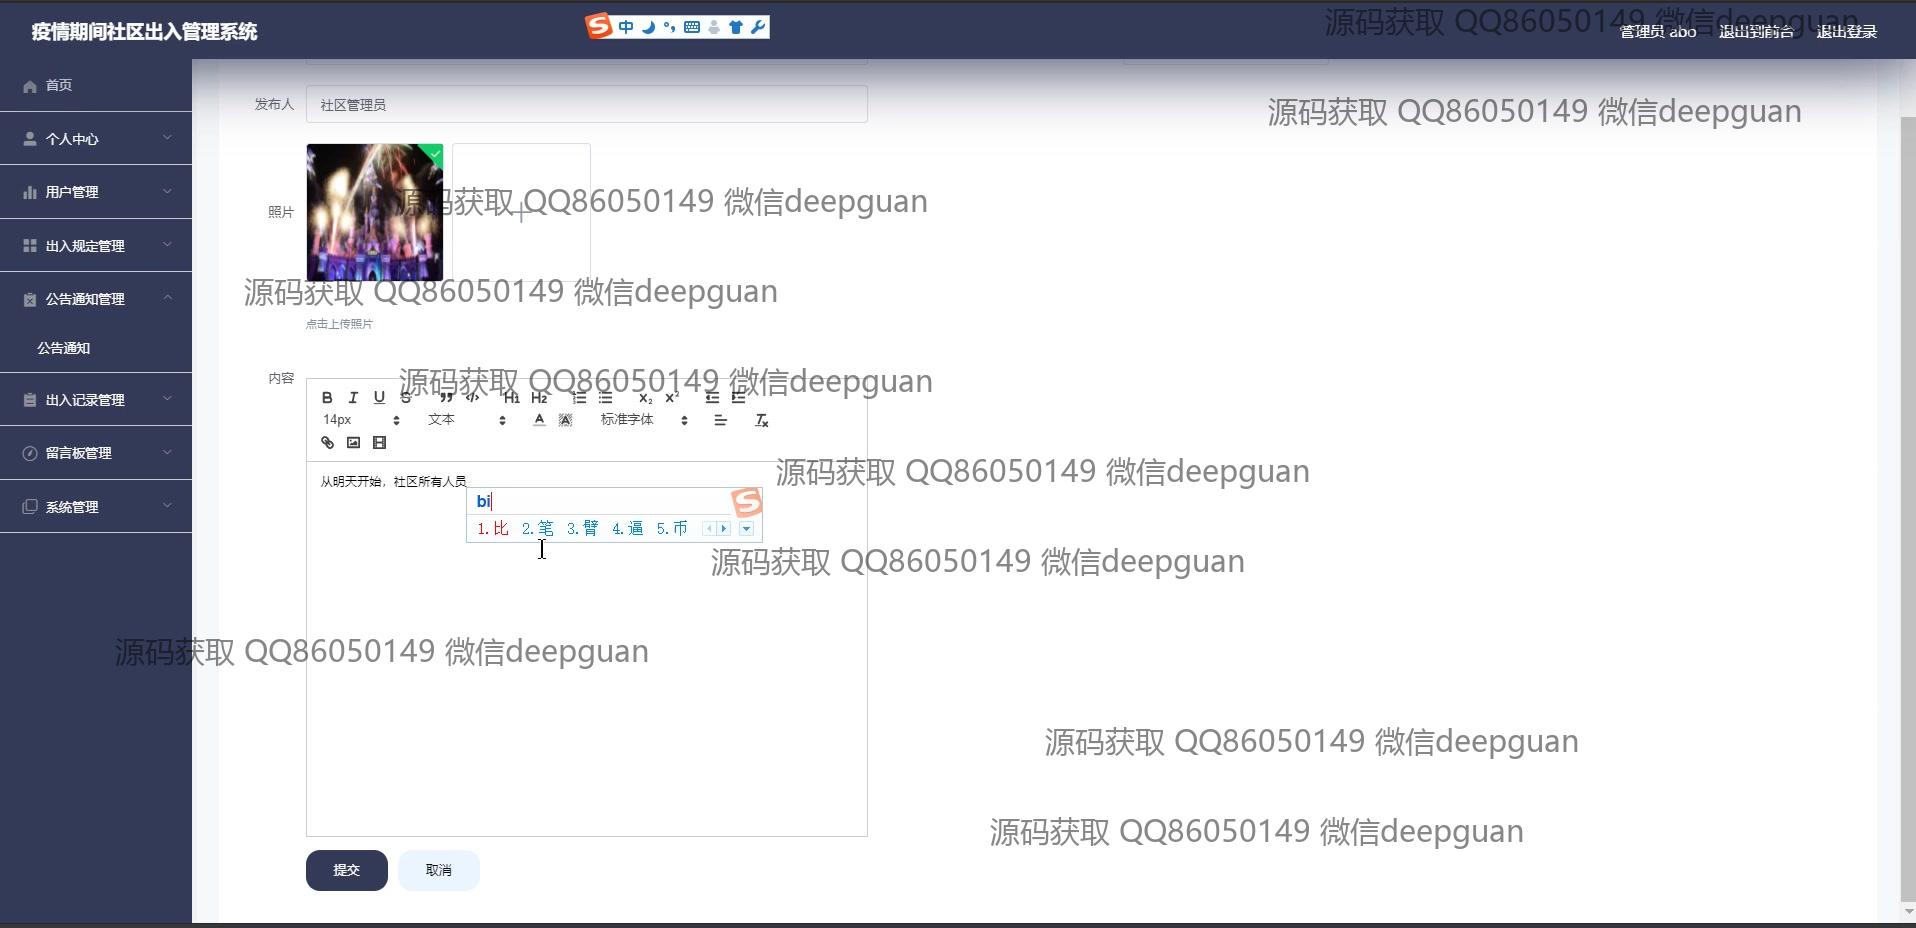 疫情期间社区出入管理系统
中
源码获取 QQ86050149 微信deepguan
管理员 abo 退出到前台 退出登录
首页
发布人 社区管理员
源码获取 QQ86050149 微信deepguan
个人中心
用户管理
源码获取 QQ86050149 微信deepguan
照片
出入规定管理
公告通知管理
源码获取 QQ86050149 微信deepguan
点击上传照片
公告通知
内容
源码获取 QQ86050149 微信deepguan
B I U S H1 H2 X2 X2
14px 文本 A A 标准字体 Tx
出入记录管理
留言板管理
源码获取 QQ86050149 微信deepguan
从明天开始，社区所有人员
bi
系统管理
1.比 2.笔 3.臂 4.逼 5.币
源码获取 QQ86050149 微信deepguan
源码获取 QQ86050149 微信deepguan
源码获取 QQ86050149 微信deepguan
源码获取 QQ86050149 微信deepguan
提交 取消